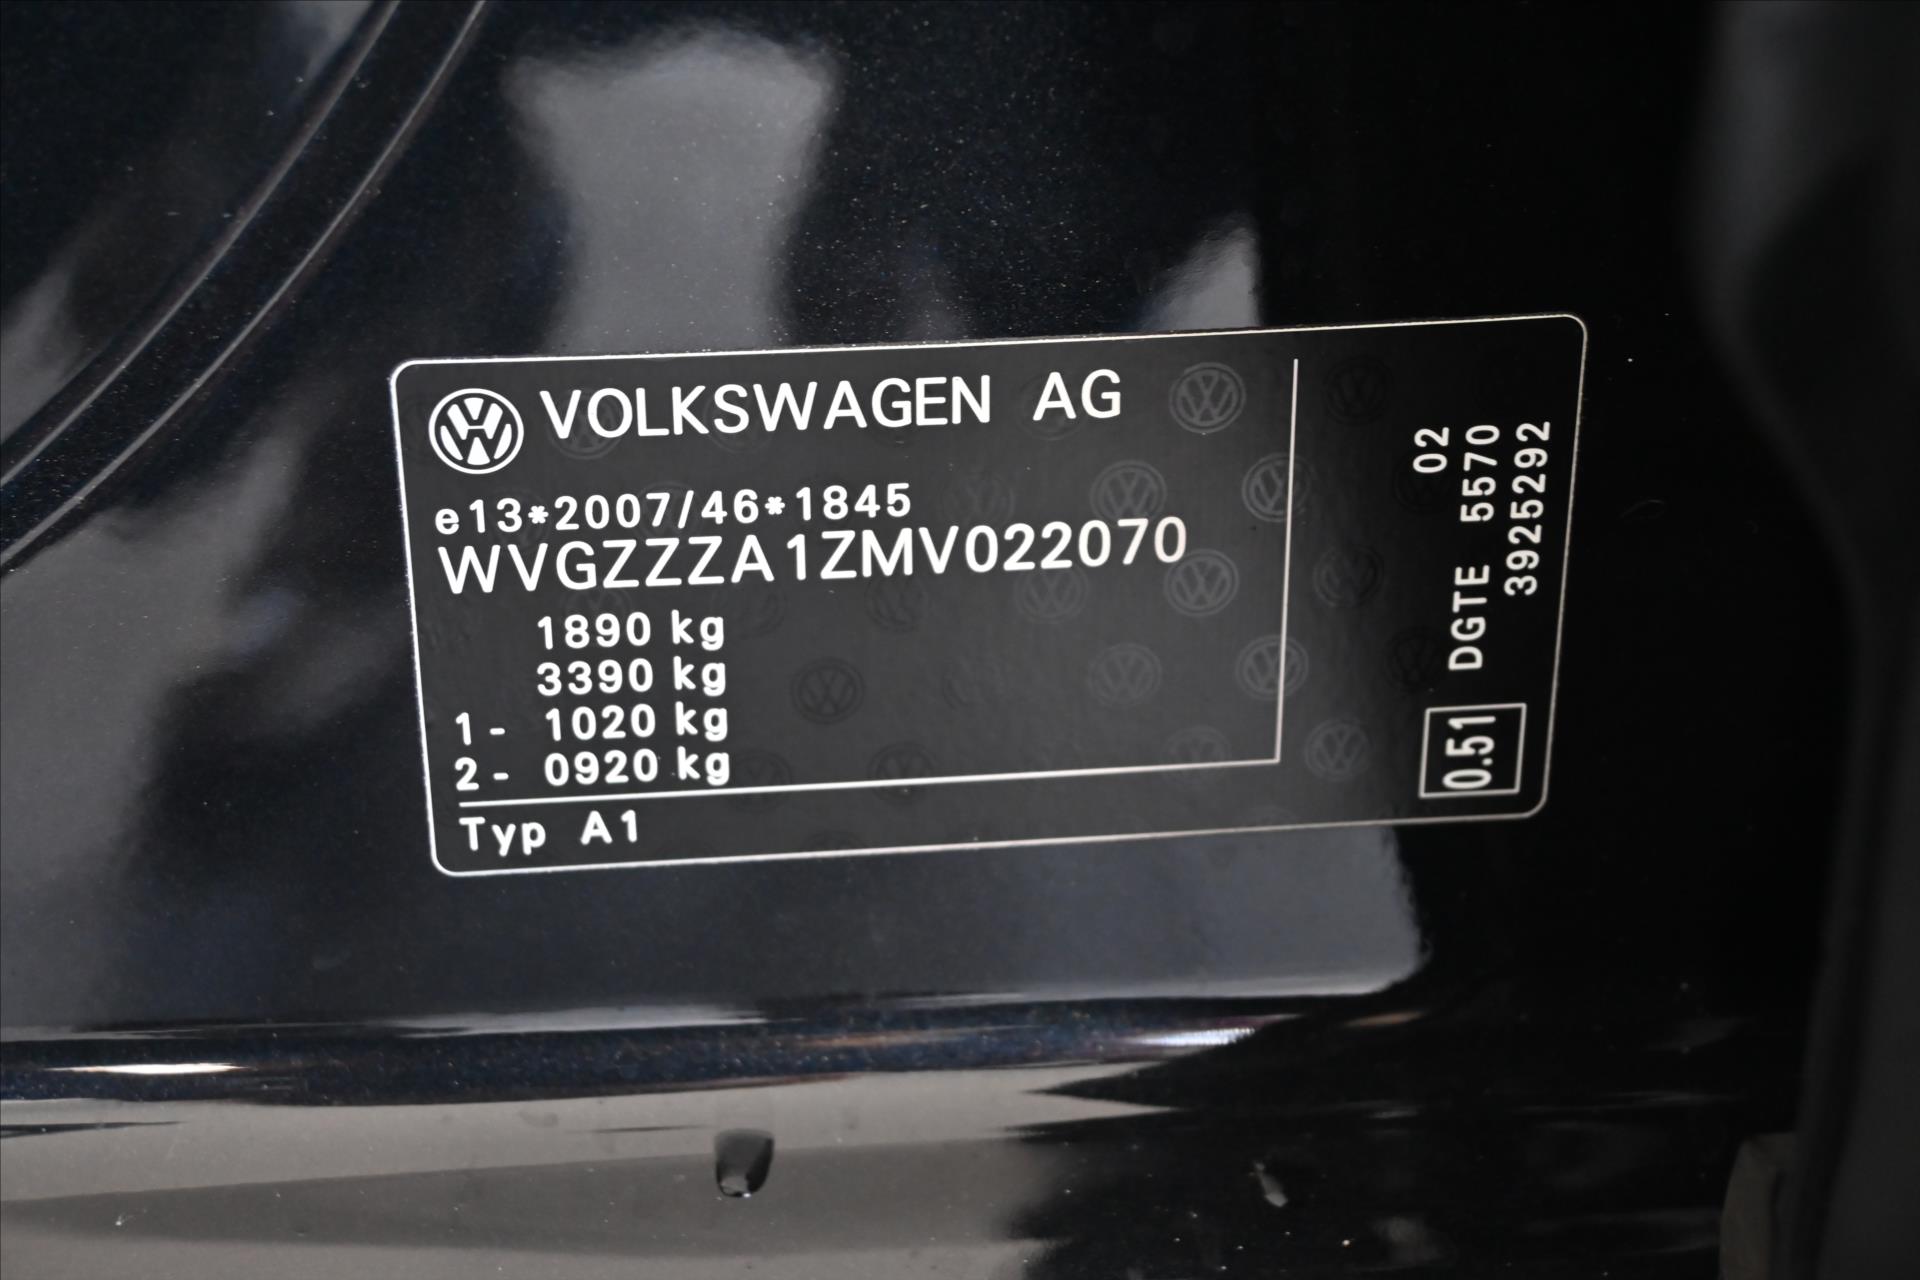 VOLKSWAGEN AG
e13*2007/46*1845
WVGZZZA1ZMV022070
1890 kg
3390 kg
1- 1020 kg
2- 0920 kg
Typ A1
02
0.51 DGTE 5570
3925292